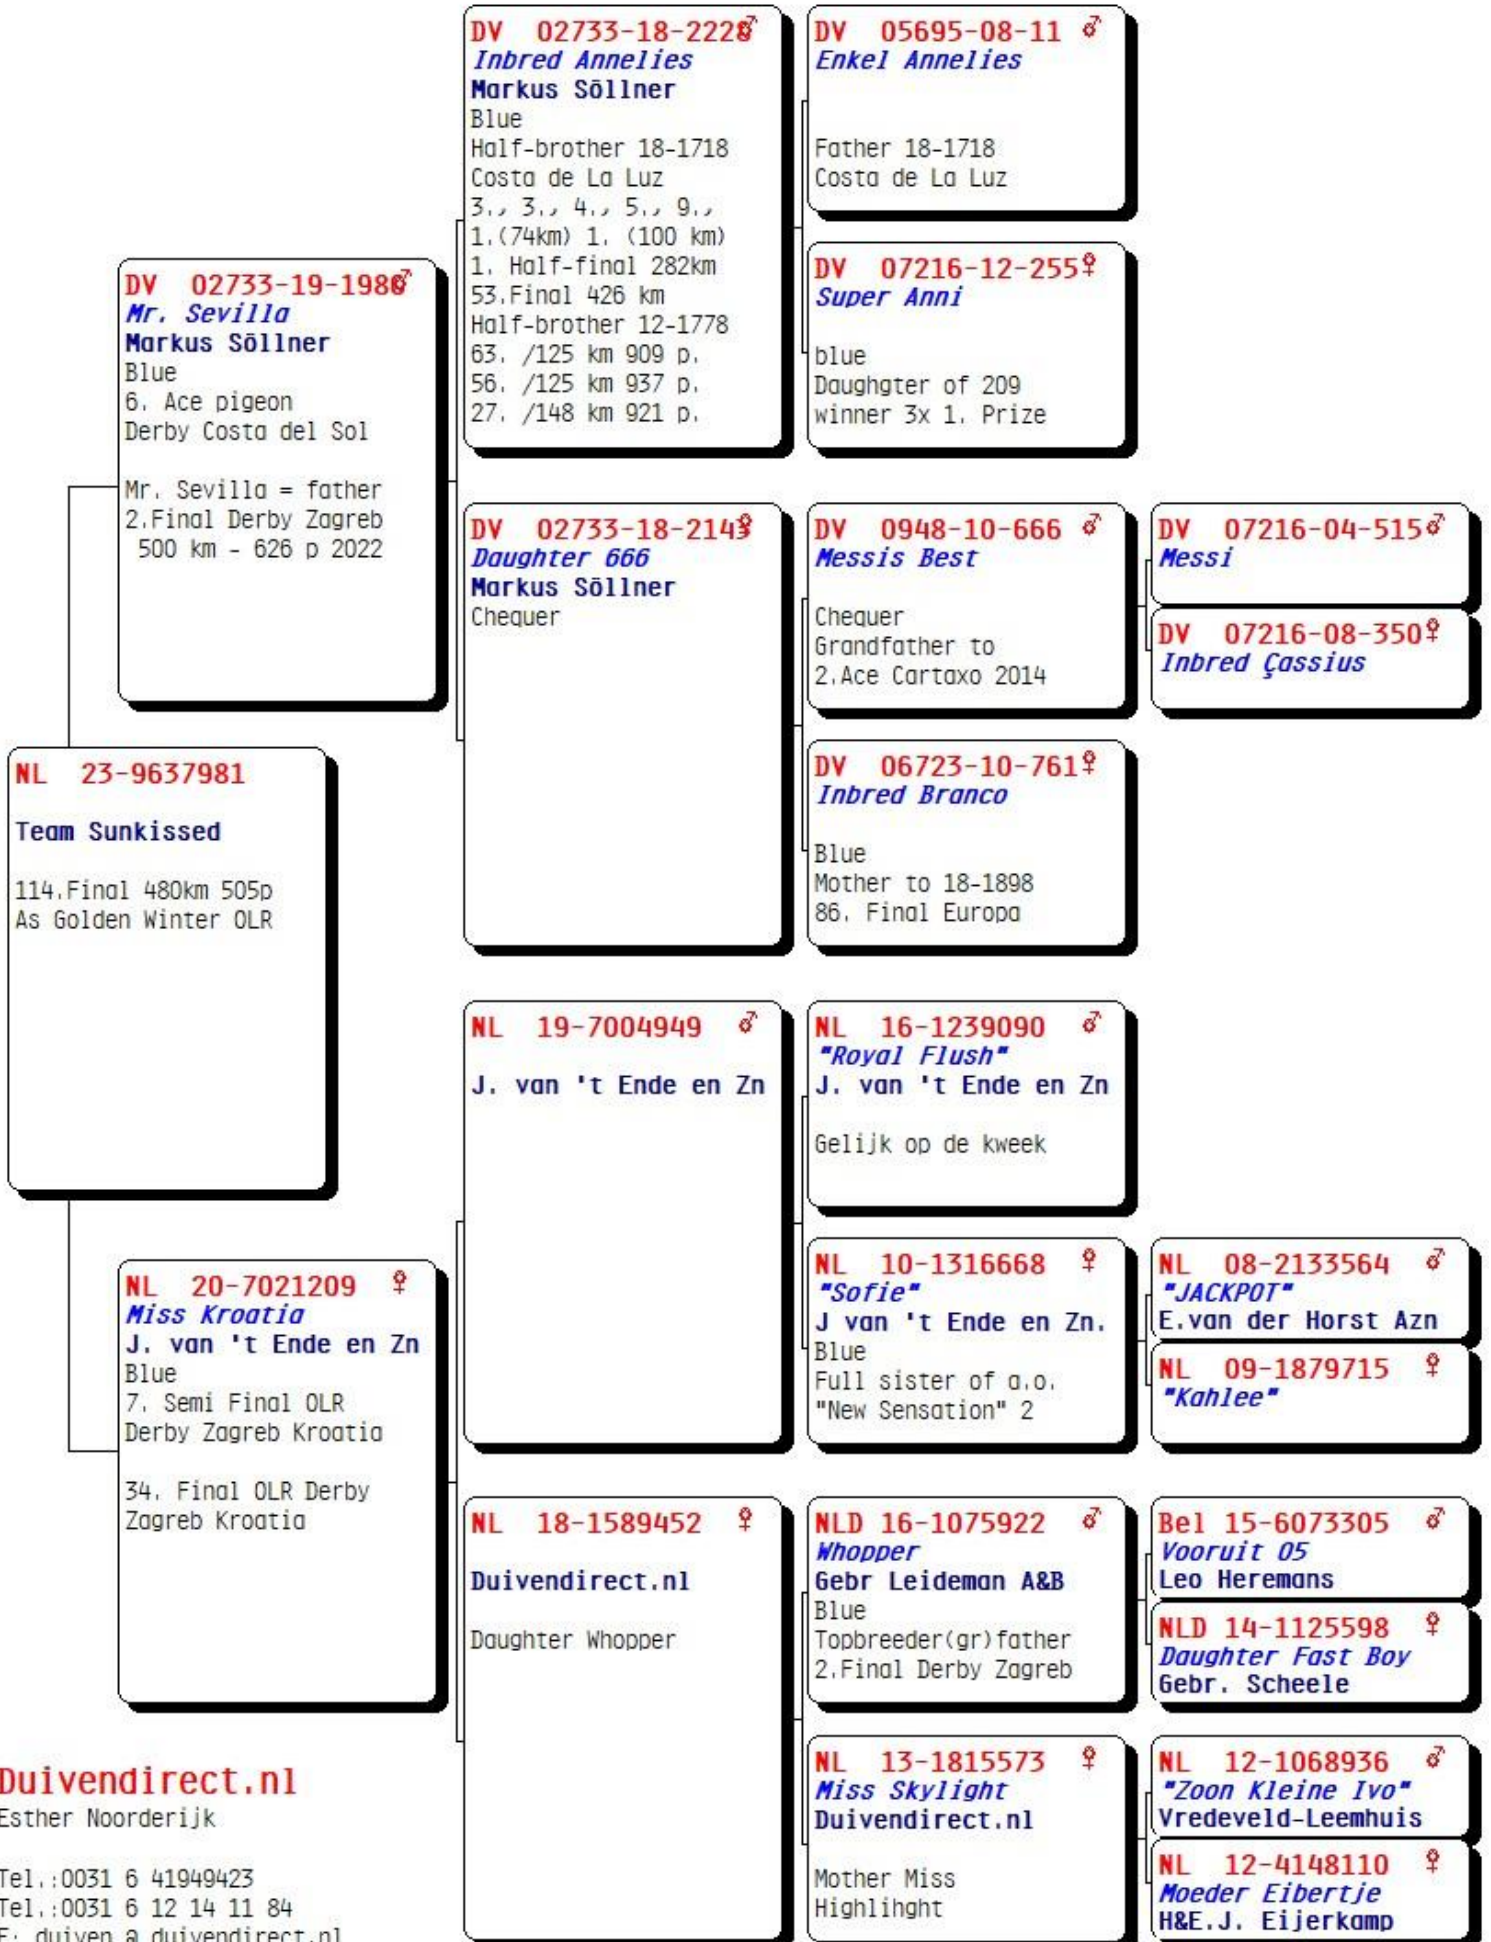 NL 23-9637981
Team Sunkissed
114.Final 480km 505p
As Golden Winter OLR
DV 02733-19-1980♂
Mr. Sevilla
Markus Söllner
Blue
6. Ace pigeon
Derby Costa del Sol
Mr. Sevilla = father
2.Final Derby Zagreb
500 km - 626 p 2022
NL 20-7021209 ♀
Miss Kroatia
J. van 't Ende en Zn
Blue
7. Semi Final OLR
Derby Zagreb Kroatia
34. Final OLR Derby
Zagreb Kroatia
DV 02733-18-2228♂
Inbred Annelies
Markus Söllner
Blue
Half-brother 18-1718
Costa de La Luz
3., 3., 4., 5., 9.,
1.(74km) 1. (100 km)
1. Half-final 282km
53.Final 426 km
Half-brother 12-1778
63. /125 km 909 p.
56. /125 km 937 p.
27. /148 km 921 p.
DV 02733-18-2143♀
Daughter 666
Markus Söllner
Chequer
NL 19-7004949 ♂
J. van 't Ende en Zn
NL 18-1589452 ♀
Duivendirect.nl
Daughter Whopper
DV 05695-08-11 ♂
Enkel Annelies
Father 18-1718
Costa de La Luz
DV 07216-12-255♀
Super Anni
blue
Daughgter of 209
winner 3x 1. Prize
DV 0948-10-666 ♂
Messis Best
Chequer
Grandfather to
2.Ace Cartaxo 2014
DV 06723-10-761♀
Inbred Branco
Blue
Mother to 18-1898
86. Final Europa
NL 16-1239090 ♂
"Royal Flush"
J. van 't Ende en Zn
Gelijk op de kweek
NL 10-1316668 ♀
"Sofie"
J van 't Ende en Zn.
Blue
Full sister of a.o.
"New Sensation" 2
NLD 16-1075922 ♂
Whopper
Gebr Leideman A&B
Blue
Topbreeder(gr)father
2.Final Derby Zagreb
NL 13-1815573 ♀
Miss Skylight
Duivendirect.nl
Mother Miss
Highlihght
DV 07216-04-515♂
Messi
DV 07216-08-350♀
Inbred Çassius
NL 08-2133564 ♂
"JACKPOT"
E.van der Horst Azn
NL 09-1879715 ♀
"Kahlee"
Bel 15-6073305 ♂
Vooruit 05
Leo Heremans
NLD 14-1125598 ♀
Daughter Fast Boy
Gebr. Scheele
NL 12-1068936 ♂
"Zoon Kleine Ivo"
Vredeveld-Leemhuis
NL 12-4148110 ♀
Moeder Eibertje
H&E.J. Eijerkamp
Duivendirect.nl
Esther Noorderijk
Tel.:0031 6 41949423
Tel.:0031 6 12 14 11 84
E: duiven @ duivendirect.nl